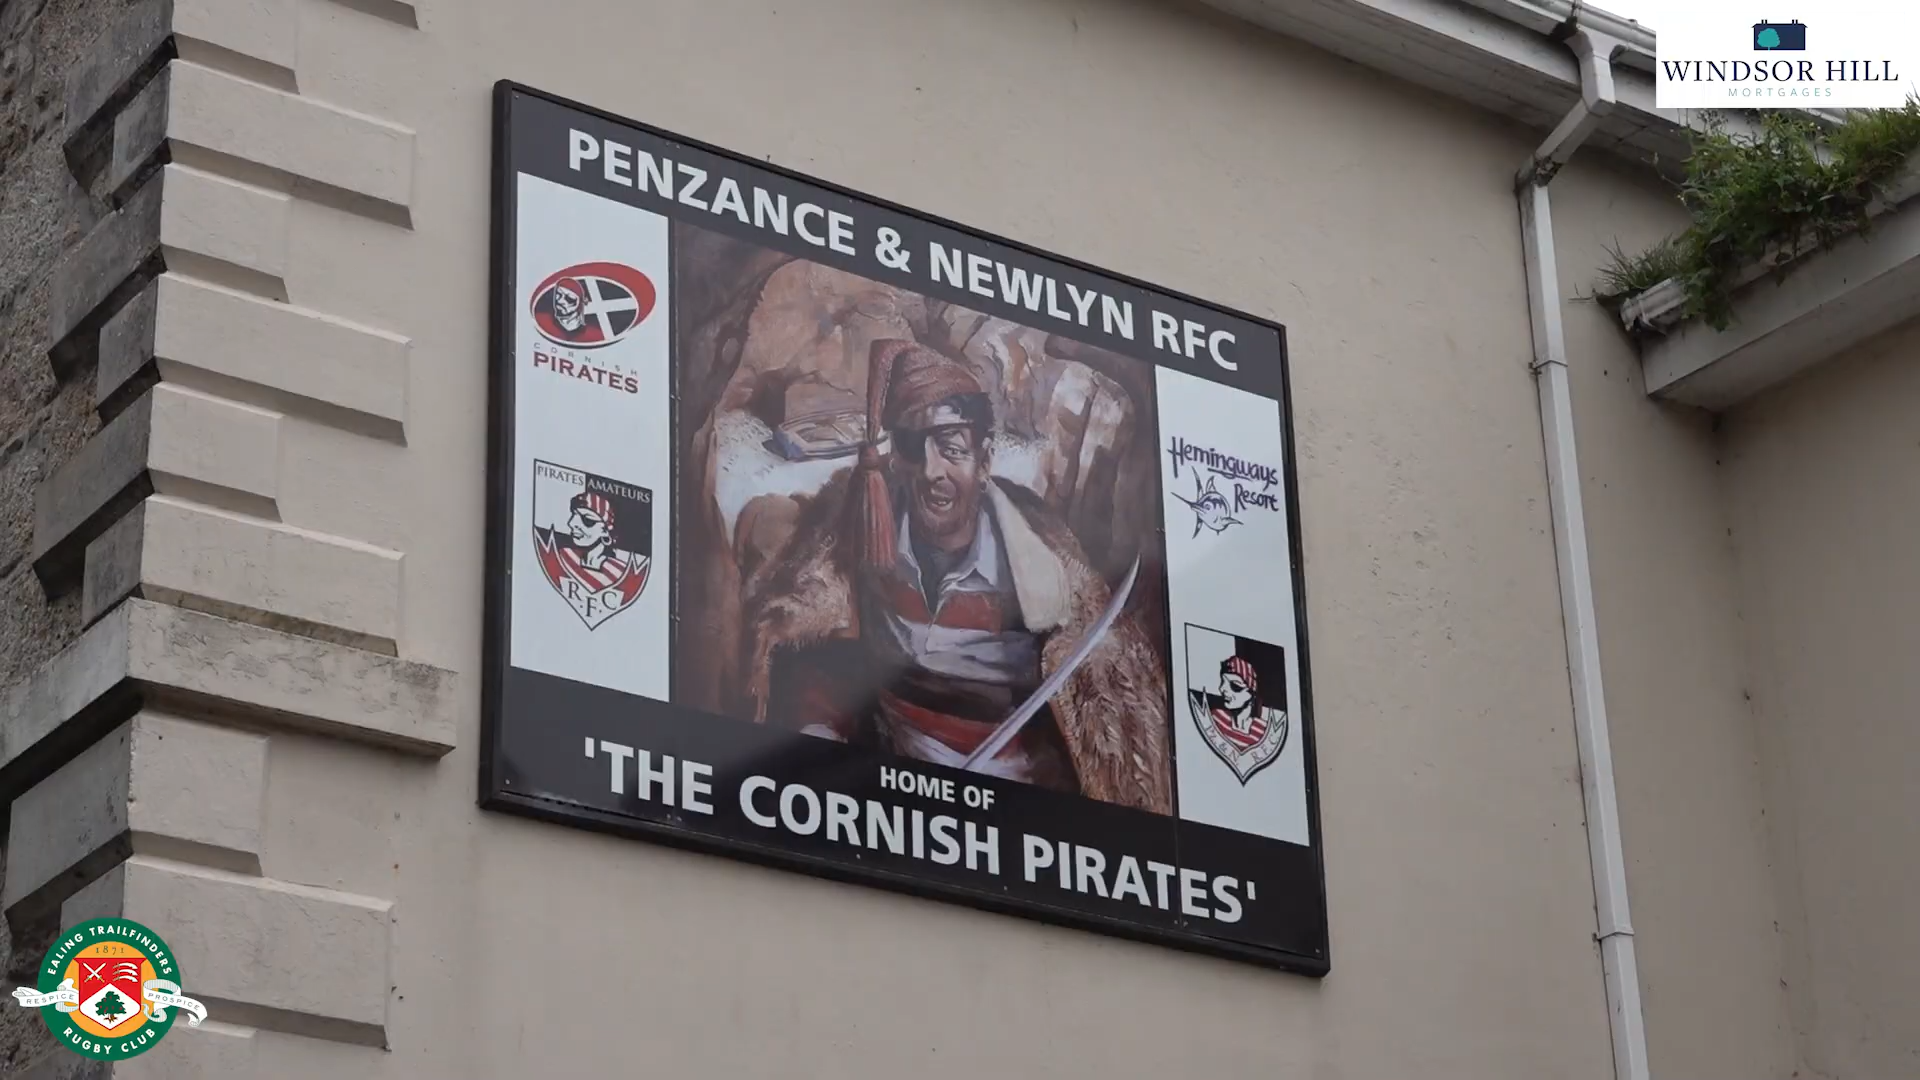 WINDSOR HILL
MORTGAGES
PENZANCE & NEWLYN RFC
CORNISH
PIRATES
PIRATES AMATEURS
R.F.C
Hemingways
Resort
PZ & N R.F.C
HOME OF
'THE CORNISH PIRATES'
EALING TRAILFINDERS
1871
RESPICE PROSPICE
RUGBY CLUB